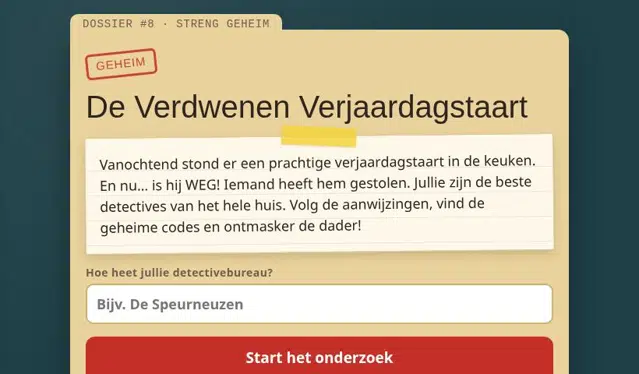 DOSSIER #8 · STRENG GEHEIM
GEHEIM
De Verdwenen Verjaardagstaart
Vanochtend stond er een prachtige verjaardagstaart in de keuken.
En nu... is hij WEG! Iemand heeft hem gestolen. Jullie zijn de beste
detectives van het hele huis. Volg de aanwijzingen, vind de
geheime codes en ontmasker de dader!
Hoe heet jullie detectivebureau?
Bijv. De Speurneuzen
Start het onderzoek